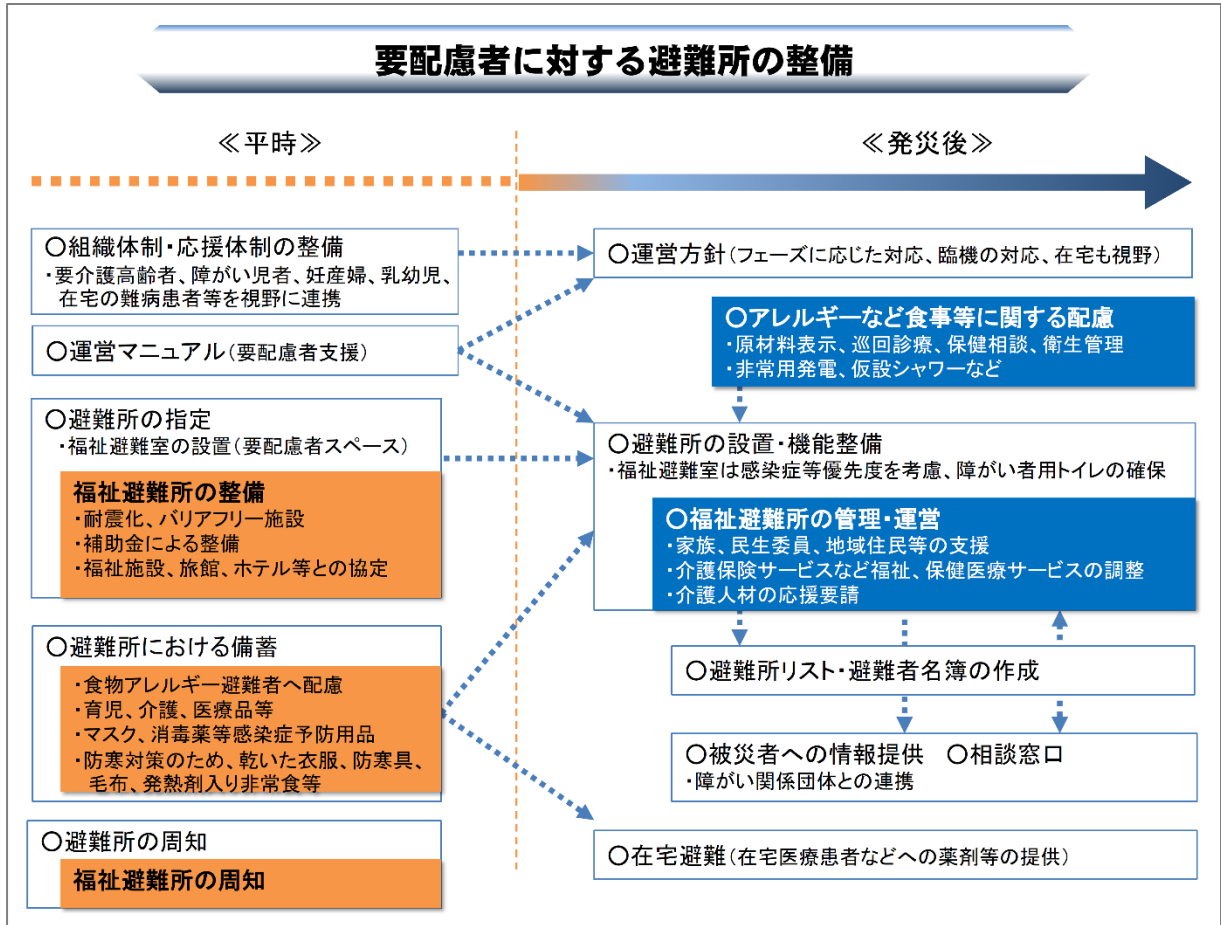 要配慮者に対する避難所の整備
≪平時≫
≪発災後≫
〇組織体制・応援体制の整備
・要介護高齢者、障がい児者、妊産婦、乳幼児、
在宅の難病患者等を視野に連携
〇運営マニュアル（要配慮者支援）
〇避難所の指定
・福祉避難室の設置（要配慮者スペース）
福祉避難所の整備
・耐震化、バリアフリー施設
・補助金による整備
・福祉施設、旅館、ホテル等との協定
〇避難所における備蓄
・食物アレルギー避難者へ配慮
・育児、介護、医療品等
・マスク、消毒薬等感染症予防用品
・防寒対策のため、乾いた衣服、防寒具、
毛布、発熱剤入り非常食等
〇避難所の周知
福祉避難所の周知
〇運営方針（フェーズに応じた対応、臨機の対応、在宅も視野）
〇アレルギーなど食事等に関する配慮
・原材料表示、巡回診療、保健相談、衛生管理
・非常用発電、仮設シャワーなど
〇避難所の設置・機能整備
・福祉避難室は感染症等優先度を考慮、障がい者用トイレの確保
〇福祉避難所の管理・運営
・家族、民生委員、地域住民等の支援
・介護保険サービスなど福祉、保健医療サービスの調整
・介護人材の応援要請
〇避難所リスト・避難者名簿の作成
〇被災者への情報提供　〇相談窓口
・障がい関係団体との連携
〇在宅避難（在宅医療患者などへの薬剤等の提供）